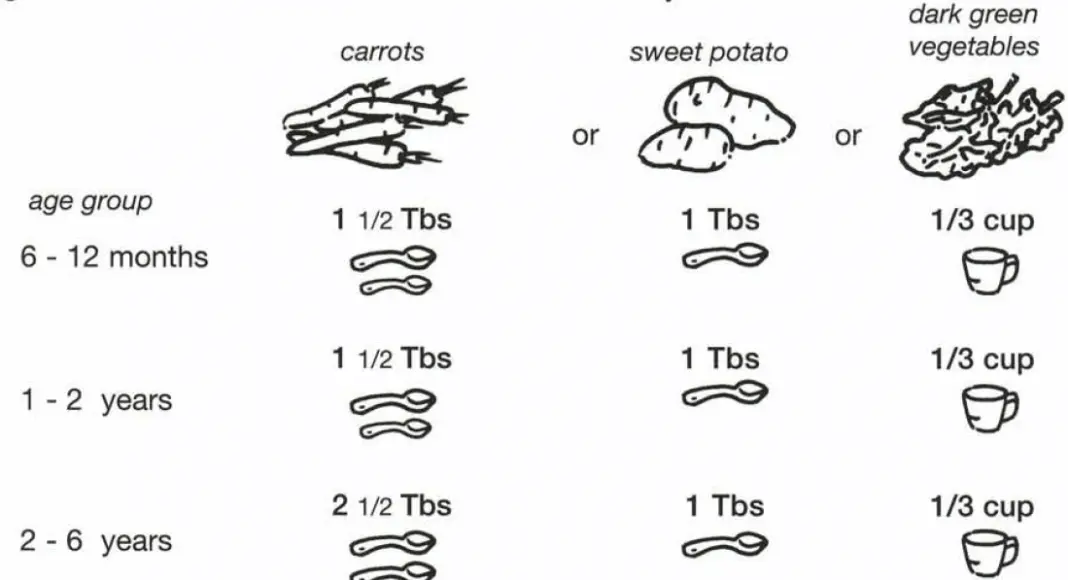 carrots
sweet potato
dark green
vegetables
or
or
age group
1 1/2 Tbs
1 Tbs
1/3 cup
6 - 12 months
1 1/2 Tbs
1 Tbs
1/3 cup
1 - 2 years
2 1/2 Tbs
1 Tbs
1/3 cup
2 - 6 years